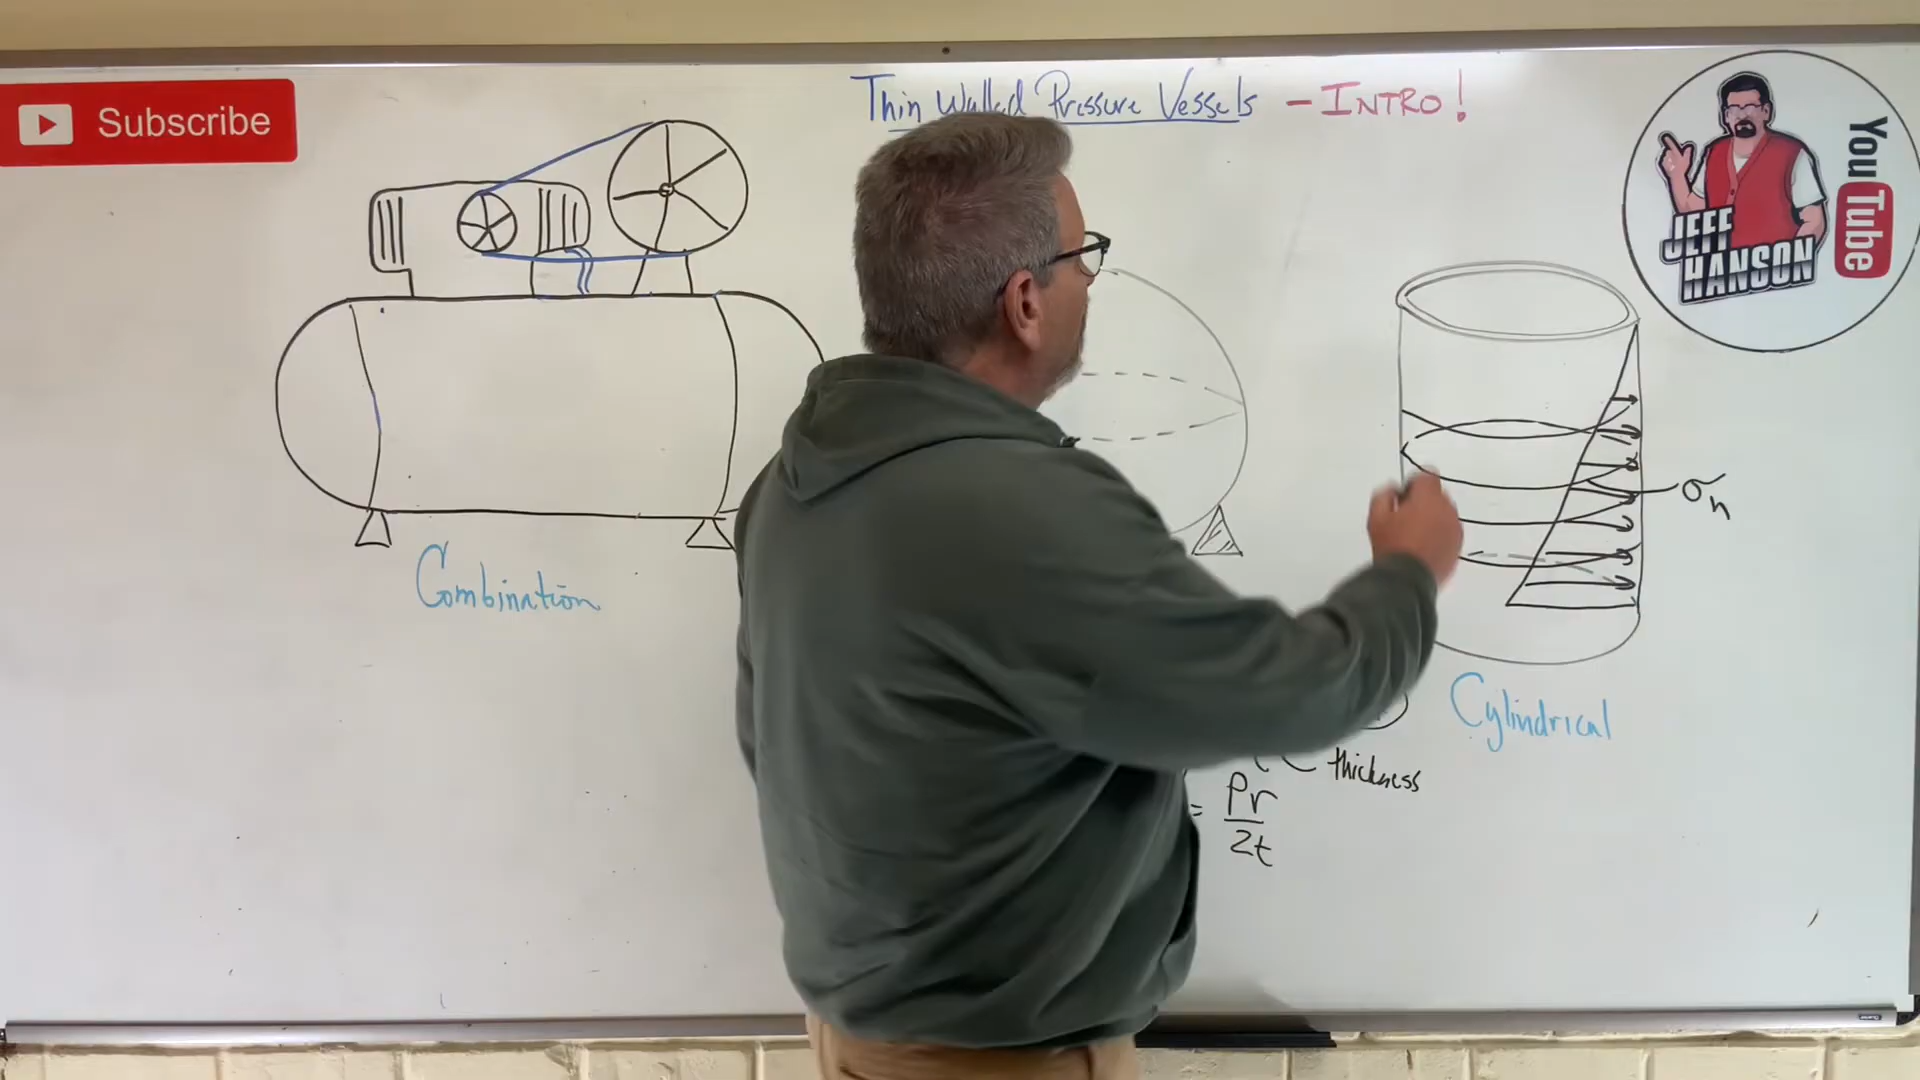 Subscribe
Thin Walled Pressure Vessels - INTRO!
YouTube
JEFF
HANSON
σn
Combination
Cylindrical
thickness
= Pr
2t